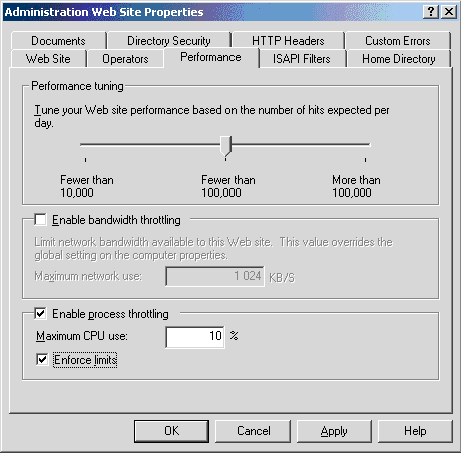 Administration Web Site Properties
Documents Directory Security HTTP Headers Custom Errors
Web Site Operators Performance ISAPI Filters Home Directory
Performance tuning
Tune your Web site performance based on the number of hits expected per
day.
Fewer than Fewer than More than
10,000 100,000 100,000
Enable bandwidth throttling
Limit network bandwidth available to this Web site. This value overrides the
global setting on the computer properties.
Maximum network use: 1 024 KB/S
Enable process throttling
Maximum CPU use: 10 %
Enforce limits
OK Cancel Apply Help